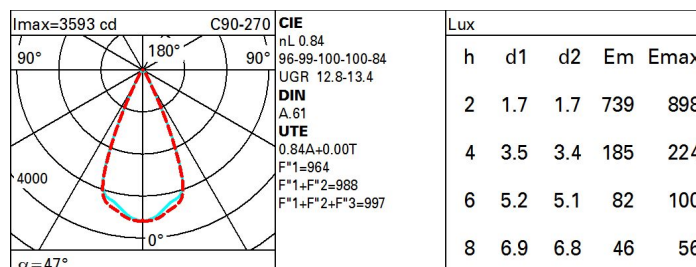 Imax=3593 cd C90-270
90° 180° 90°
4000
0°
α=47°
CIE
nL 0.84
96-99-100-100-84
UGR 12.8-13.4
DIN
A.61
UTE
0.84A+0.00T
F"1=964
F"1+F"2=988
F"1+F"2+F"3=997
Lux
h d1 d2 Em Emax
2 1.7 1.7 739 898
4 3.5 3.4 185 224
6 5.2 5.1 82 100
8 6.9 6.8 46 56